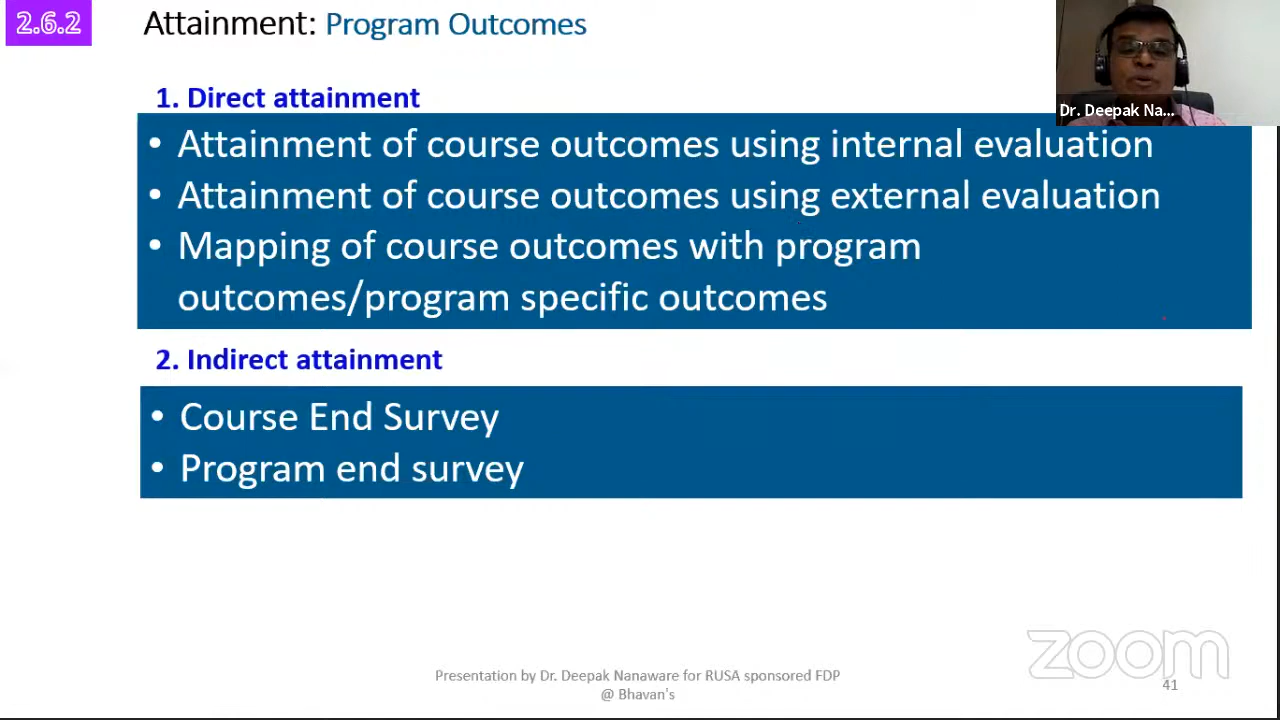 2.6.2
Attainment: Program Outcomes
Dr. Deepak Na...
1. Direct attainment
• Attainment of course outcomes using internal evaluation
• Attainment of course outcomes using external evaluation
• Mapping of course outcomes with program
outcomes/program specific outcomes
2. Indirect attainment
• Course End Survey
• Program end survey
zoom
Presentation by Dr. Deepak Nanaware for RUSA sponsored FDP
@ Bhavan's
41